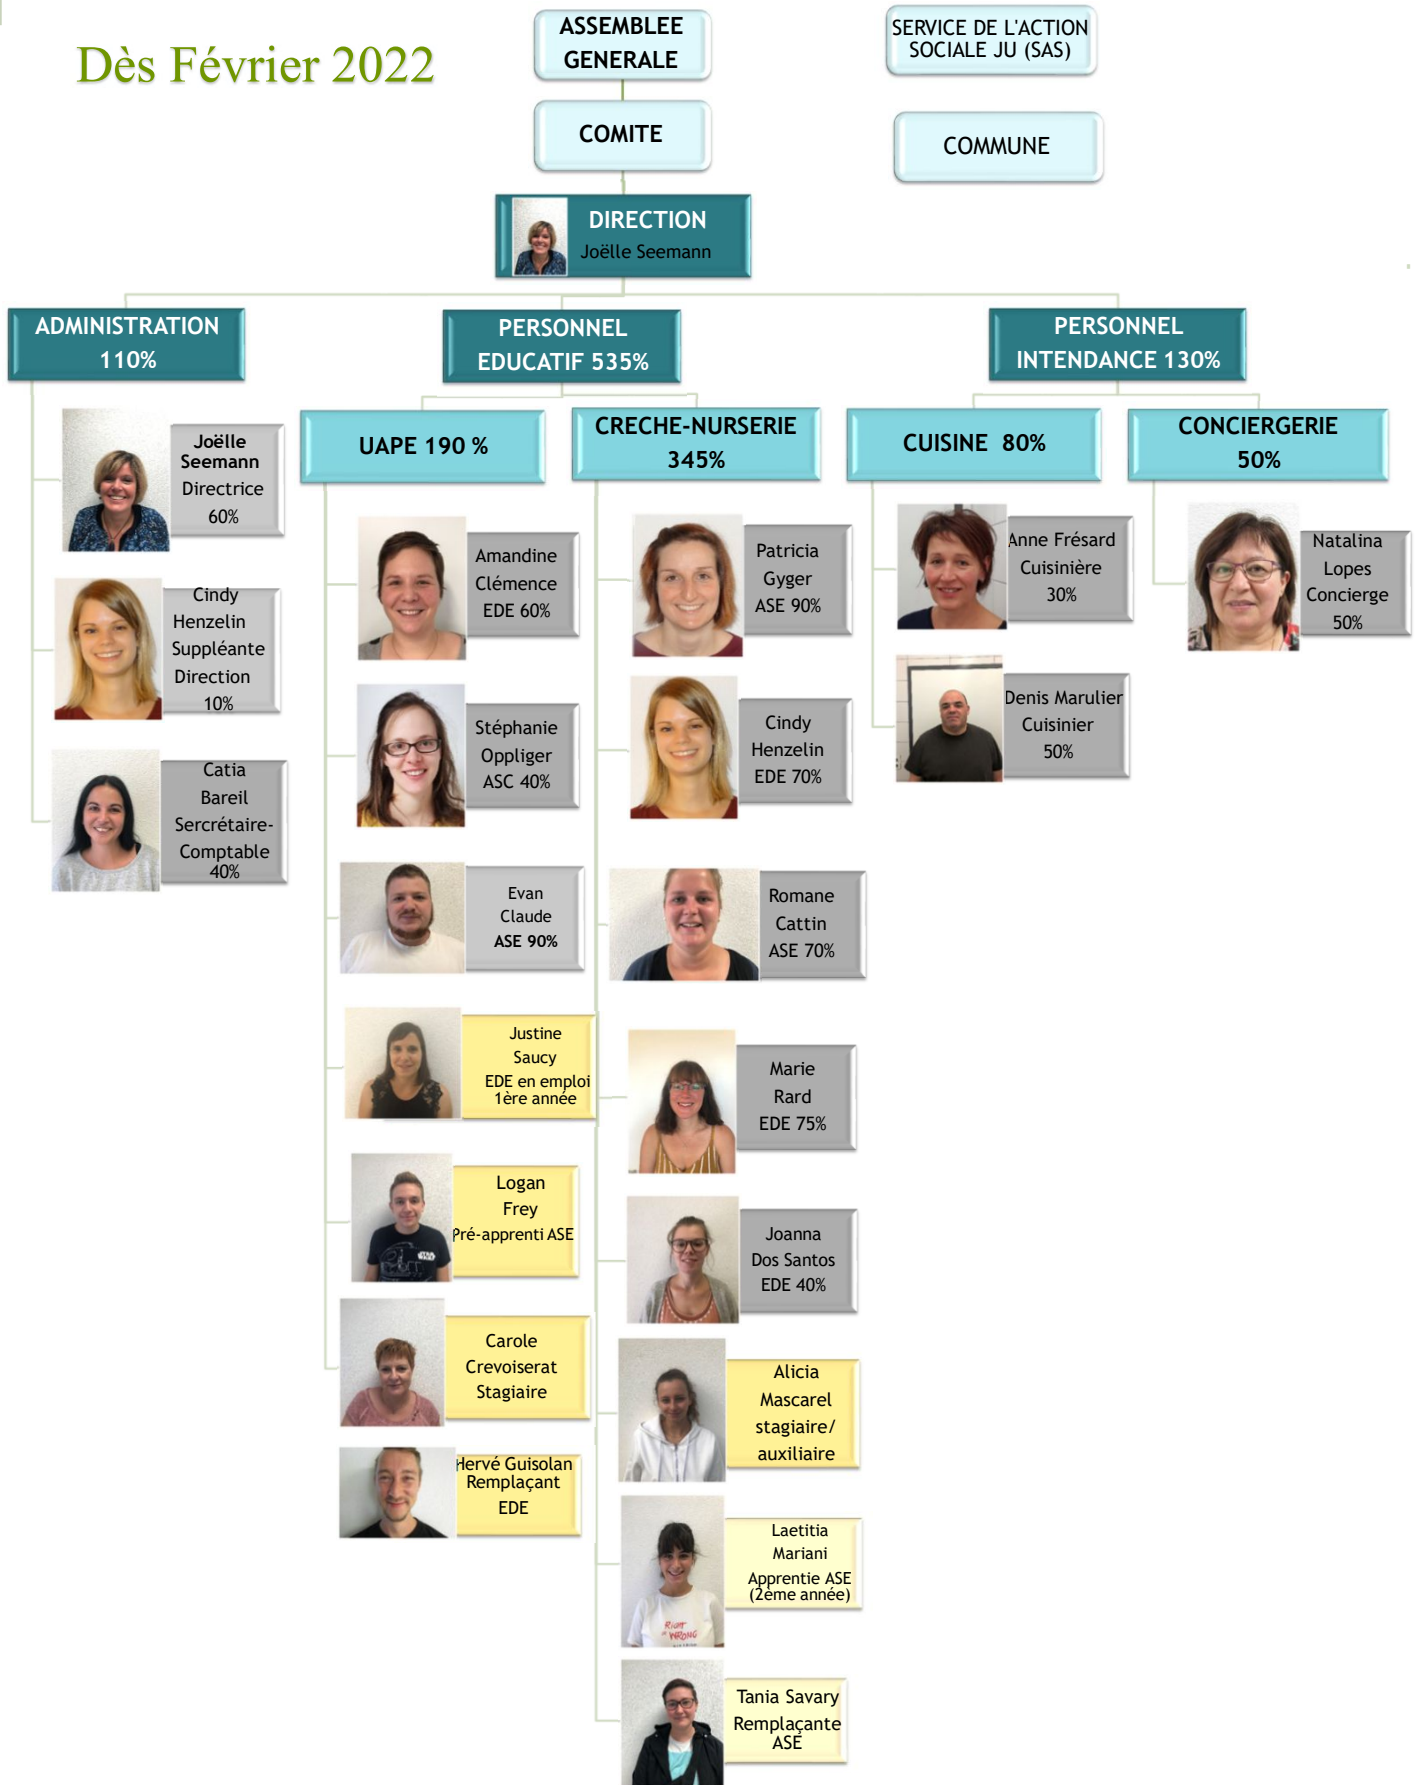 Dès Février 2022
ASSEMBLEE
GENERALE
SERVICE DE L'ACTION
SOCIALE JU (SAS)
COMITE
COMMUNE
DIRECTION
Joëlle Seemann
ADMINISTRATION
110%
PERSONNEL
EDUCATIF 535%
PERSONNEL
INTENDANCE 130%
UAPE 190 %
CRECHE-NURSERIE
345%
CUISINE 80%
CONCIERGERIE
50%
Joëlle
Seemann
Directrice
60%
Cindy
Henzelin
Suppléante
Direction
10%
Catia
Bareil
Sercrétaire-
Comptable
40%
Amandine
Clémence
EDE 60%
Stéphanie
Oppliger
ASC 40%
Evan
Claude
ASE 90%
Justine
Saucy
EDE en emploi
1ère année
Logan
Frey
Pré-apprenti ASE
STAR
WARS
Carole
Crevoiserat
Stagiaire
Hervé Guisolan
Remplaçant
EDE
Patricia
Gyger
ASE 90%
Cindy
Henzelin
EDE 70%
Romane
Cattin
ASE 70%
Marie
Rard
EDE 75%
Joanna
Dos Santos
EDE 40%
Alicia
Mascarel
stagiaire/
auxiliaire
Laetitia
Mariani
Apprentie ASE
(2ème année)
RIGHT
WRONG
Tania Savary
Remplaçante
ASE
Anne Frésard
Cuisinière
30%
Denis Marulier
Cuisinier
50%
Natalina
Lopes
Concierge
50%